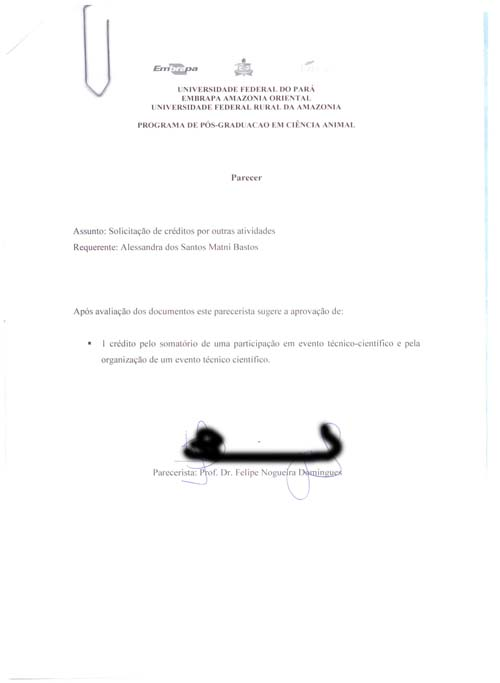 Embrapa
UNIVERSIDADE FEDERAL DO PARÁ
EMBRAPA AMAZONIA ORIENTAL
UNIVERSIDADE FEDERAL RURAL DA AMAZONIA
PROGRAMA DE PÓS-GRADUACAO EM CIÊNCIA ANIMAL
Parecer
Assunto: Solicitação de créditos por outras atividades
Requerente: Alessandra dos Santos Matni Bastos
Após avaliação dos documentos este parecerista sugere a aprovação de:
▪ 1 crédito pelo somatório de uma participação em evento técnico-científico e pela
organização de um evento técnico científico.
Parecerista: Prof. Dr. Felipe Nogueira Domingues